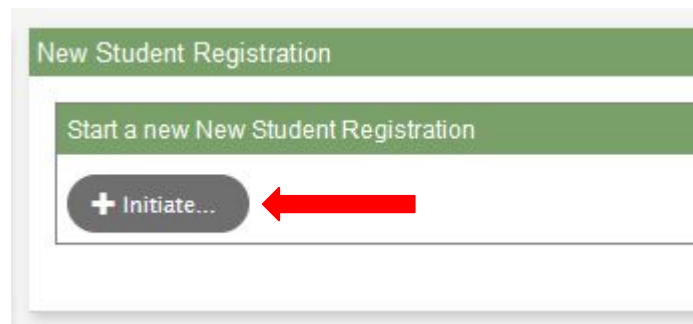 New Student Registration
Start a new New Student Registration
Initiate...